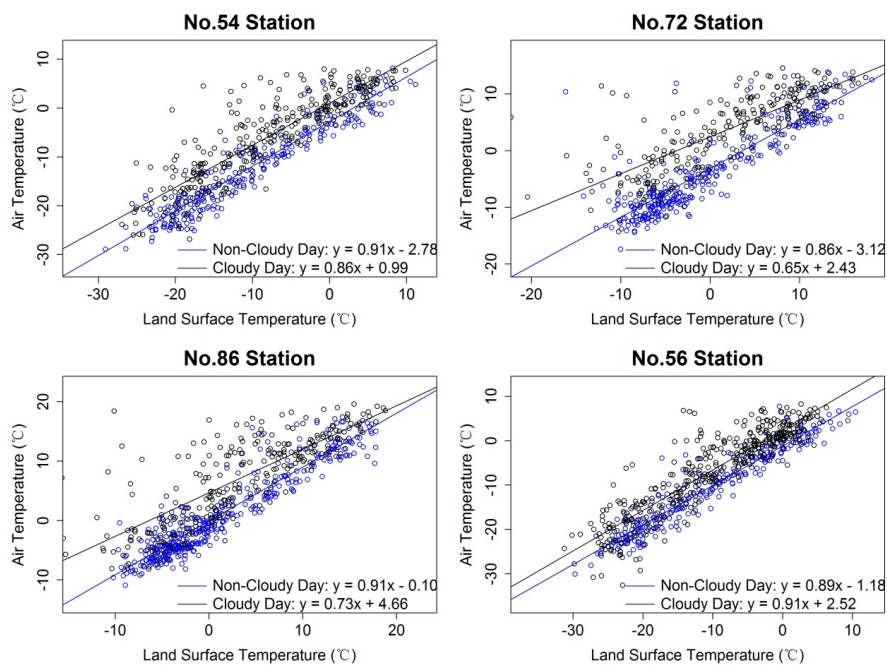 No.54 Station
Air Temperature (℃)
10
0
-10
-20
-30
Non-Cloudy Day: y = 0.91x - 2.78
Cloudy Day: y = 0.86x + 0.99
-30 -20 -10 0 10
Land Surface Temperature (℃)
No.72 Station
Air Temperature (℃)
10
0
-10
-20
Non-Cloudy Day: y = 0.86x - 3.12
Cloudy Day: y = 0.65x + 2.43
-20 -10 0 10
Land Surface Temperature (℃)
No.86 Station
Air Temperature (℃)
20
10
0
-10
Non-Cloudy Day: y = 0.91x - 0.10
Cloudy Day: y = 0.73x + 4.66
-10 0 10 20
Land Surface Temperature (℃)
No.56 Station
Air Temperature (℃)
10
0
-10
-20
-30
Non-Cloudy Day: y = 0.89x - 1.18
Cloudy Day: y = 0.91x + 2.52
-30 -20 -10 0 10
Land Surface Temperature (℃)